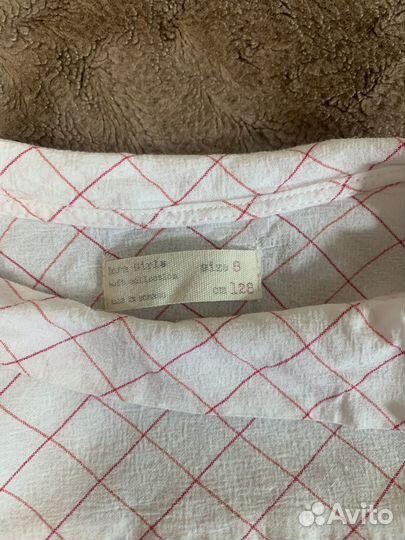 Zara Girls size 8
soft collection
cm 128
Avito